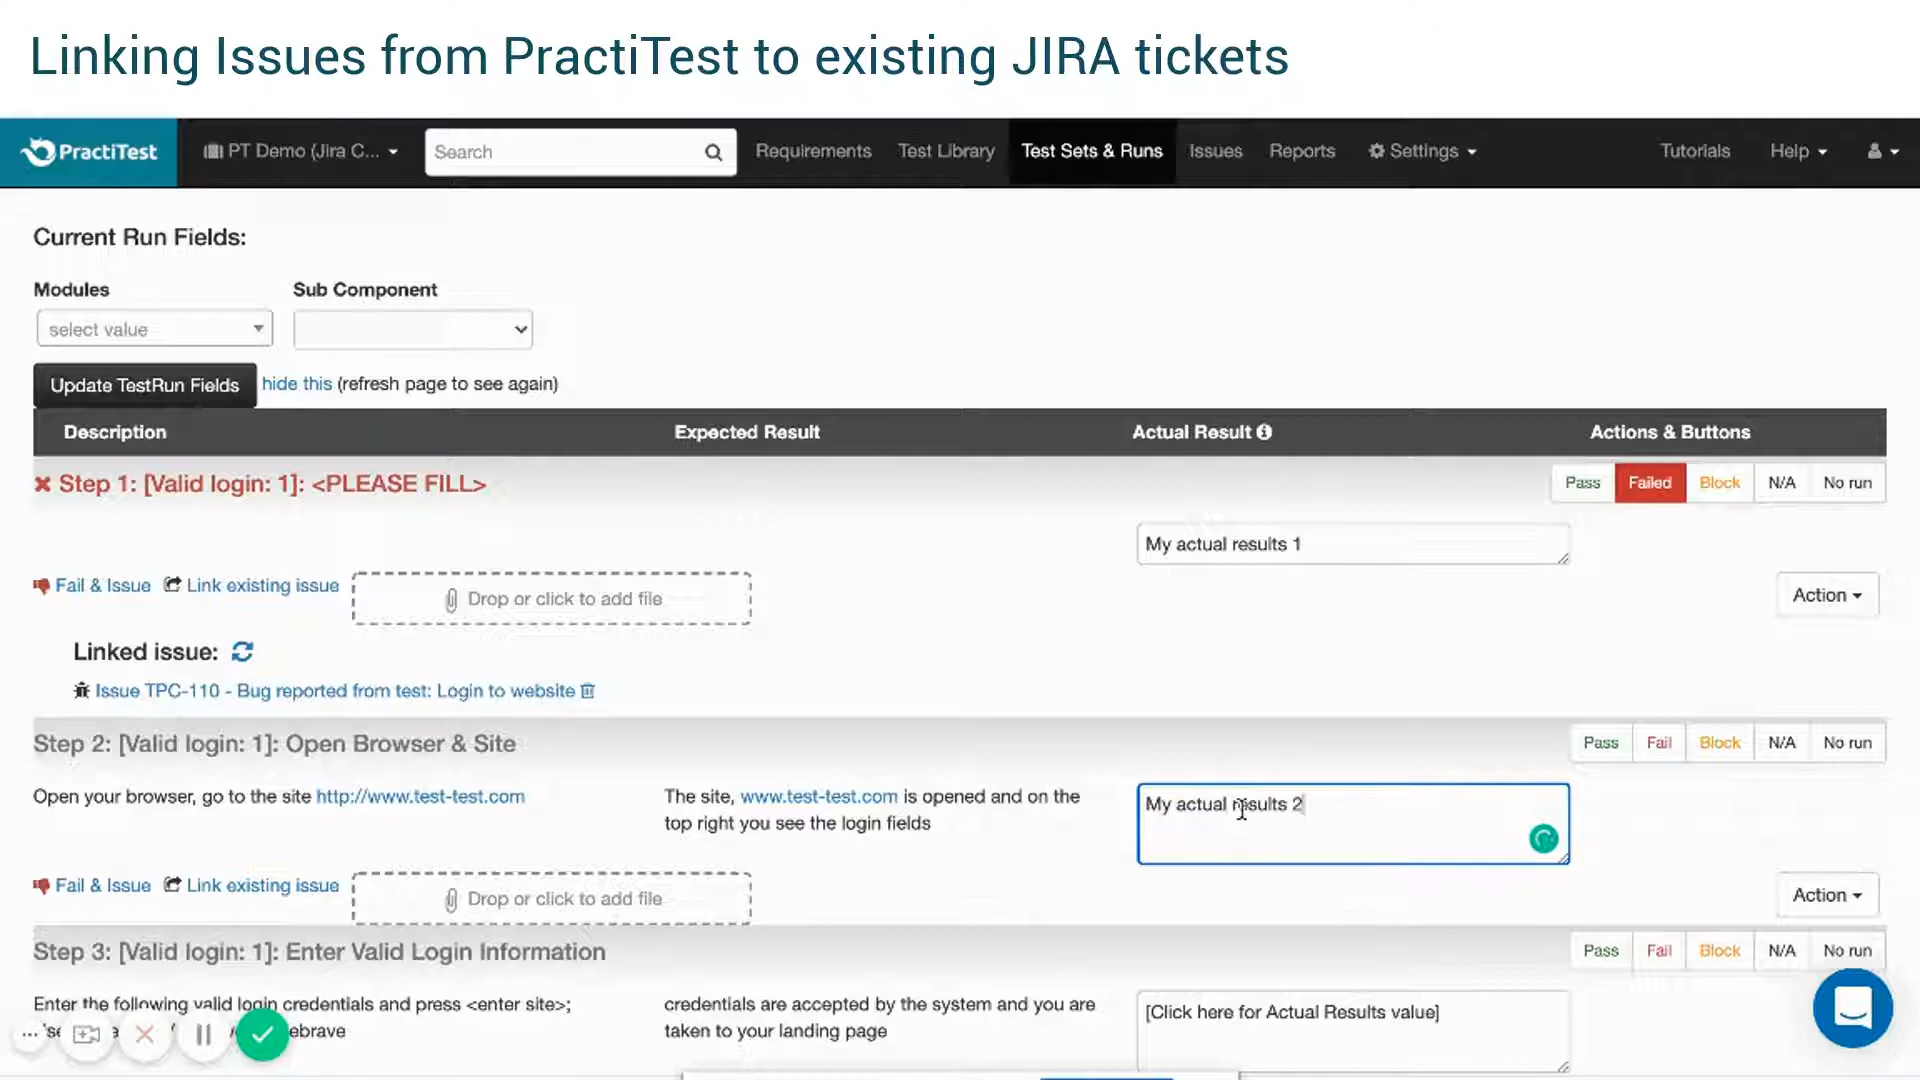 Linking Issues from PractiTest to existing JIRA tickets
PractiTest
PT Demo (Jira C...
Search
Requirements
Test Library
Test Sets & Runs
Issues
Reports
Settings
Tutorials
Help
Current Run Fields:
Modules
Sub Component
select value
Update TestRun Fields
hide this (refresh page to see again)
Description
Expected Result
Actual Result
Actions & Buttons
Step 1: [Valid login: 1]: <PLEASE FILL>
Pass
Failed
Block
N/A
No run
My actual results 1
Fail & Issue
Link existing issue
Drop or click to add file
Action
Linked issue:
Issue TPC-110 - Bug reported from test: Login to website
Step 2: [Valid login: 1]: Open Browser & Site
Pass
Fail
Block
N/A
No run
Open your browser, go to the site http://www.test-test.com
The site, www.test-test.com is opened and on the
top right you see the login fields
My actual results 2
Fail & Issue
Link existing issue
Drop or click to add file
Action
Step 3: [Valid login: 1]: Enter Valid Login Information
Pass
Fail
Block
N/A
No run
Enter the following valid login credentials and press <enter site>;
credentials are accepted by the system and you are
taken to your landing page
[Click here for Actual Results value]